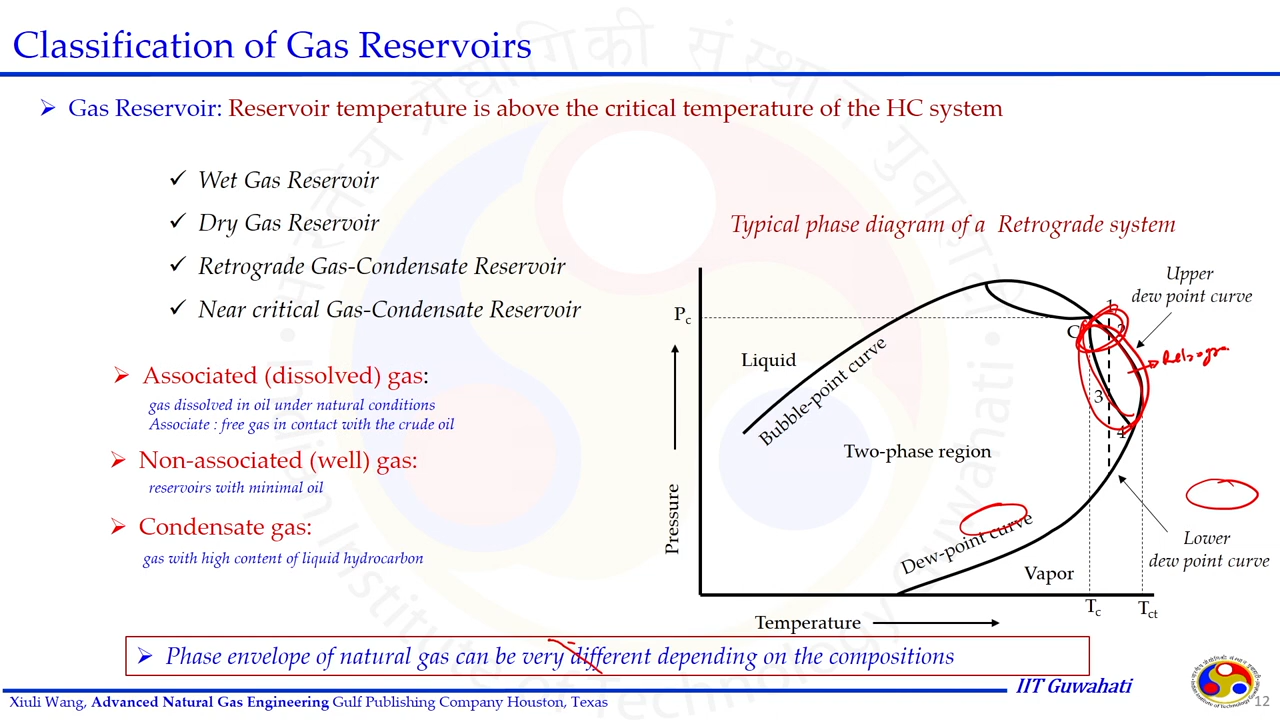 Classification of Gas Reservoirs
➢ Gas Reservoir: Reservoir temperature is above the critical temperature of the HC system
✓ Wet Gas Reservoir
✓ Dry Gas Reservoir
✓ Retrograde Gas-Condensate Reservoir
✓ Near critical Gas-Condensate Reservoir
➢ Associated (dissolved) gas:
gas dissolved in oil under natural conditions
Associate : free gas in contact with the crude oil
➢ Non-associated (well) gas:
reservoirs with minimal oil
➢ Condensate gas:
gas with high content of liquid hydrocarbon
Typical phase diagram of a Retrograde system
Upper
dew point curve
Pc
1
2
C
Liquid
Bubble-point curve
3
4
Two-phase region
Pressure
Dew-point curve
Lower
dew point curve
Vapor
Tc
Tct
Temperature
➢ Phase envelope of natural gas can be very different depending on the compositions
IIT Guwahati
Xiuli Wang, Advanced Natural Gas Engineering Gulf Publishing Company Houston, Texas
12